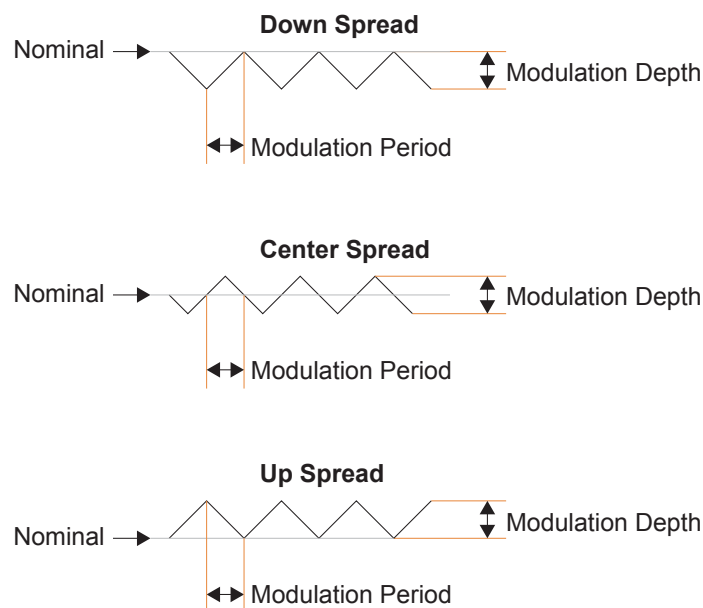 Down Spread
Nominal
Modulation Depth
Modulation Period
Center Spread
Nominal
Modulation Depth
Modulation Period
Up Spread
Nominal
Modulation Depth
Modulation Period